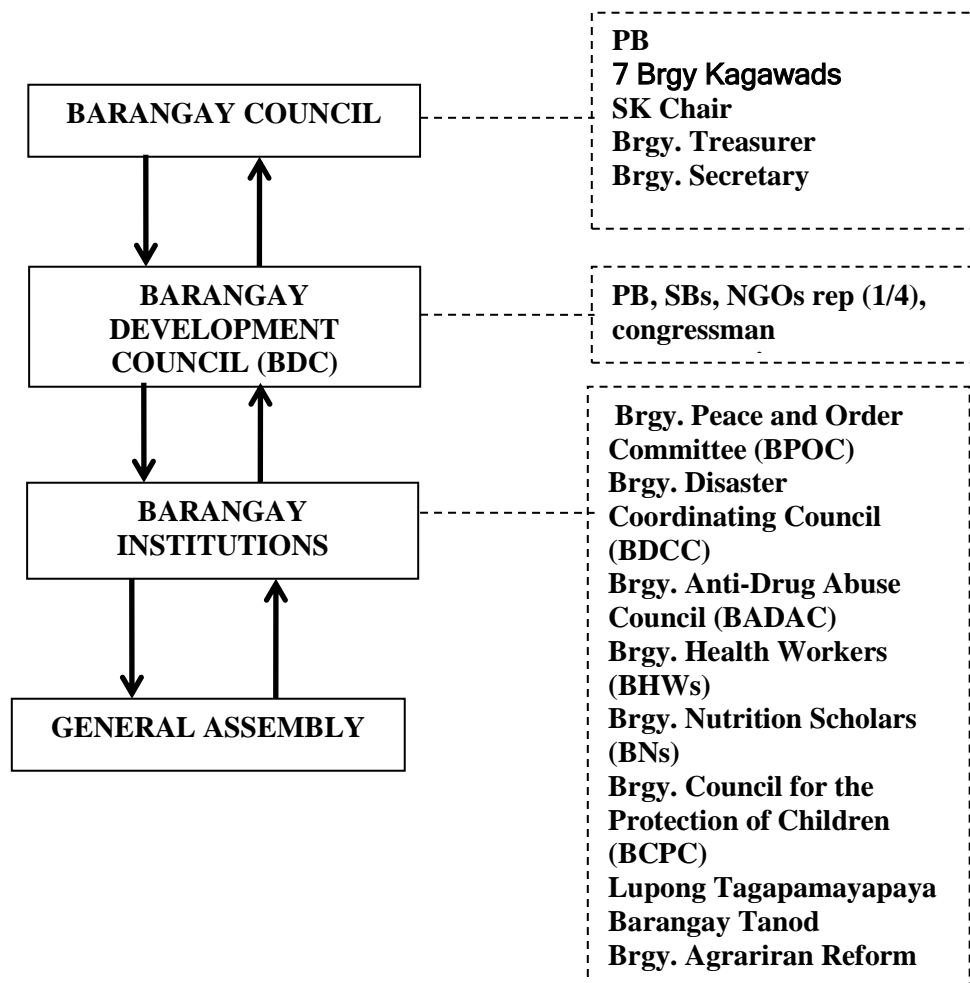 BARANGAY COUNCIL
PB
7 Brgy Kagawads
SK Chair
Brgy. Treasurer
Brgy. Secretary
BARANGAY
DEVELOPMENT
COUNCIL (BDC)
PB, SBs, NGOs rep (1/4),
congressman
BARANGAY
INSTITUTIONS
Brgy. Peace and Order
Committee (BPOC)
Brgy. Disaster
Coordinating Council
(BDCC)
Brgy. Anti-Drug Abuse
Council (BADAC)
Brgy. Health Workers
(BHWs)
Brgy. Nutrition Scholars
(BNs)
Brgy. Council for the
Protection of Children
(BCPC)
Lupong Tagapamayapaya
Barangay Tanod
Brgy. Agrariran Reform
GENERAL ASSEMBLY